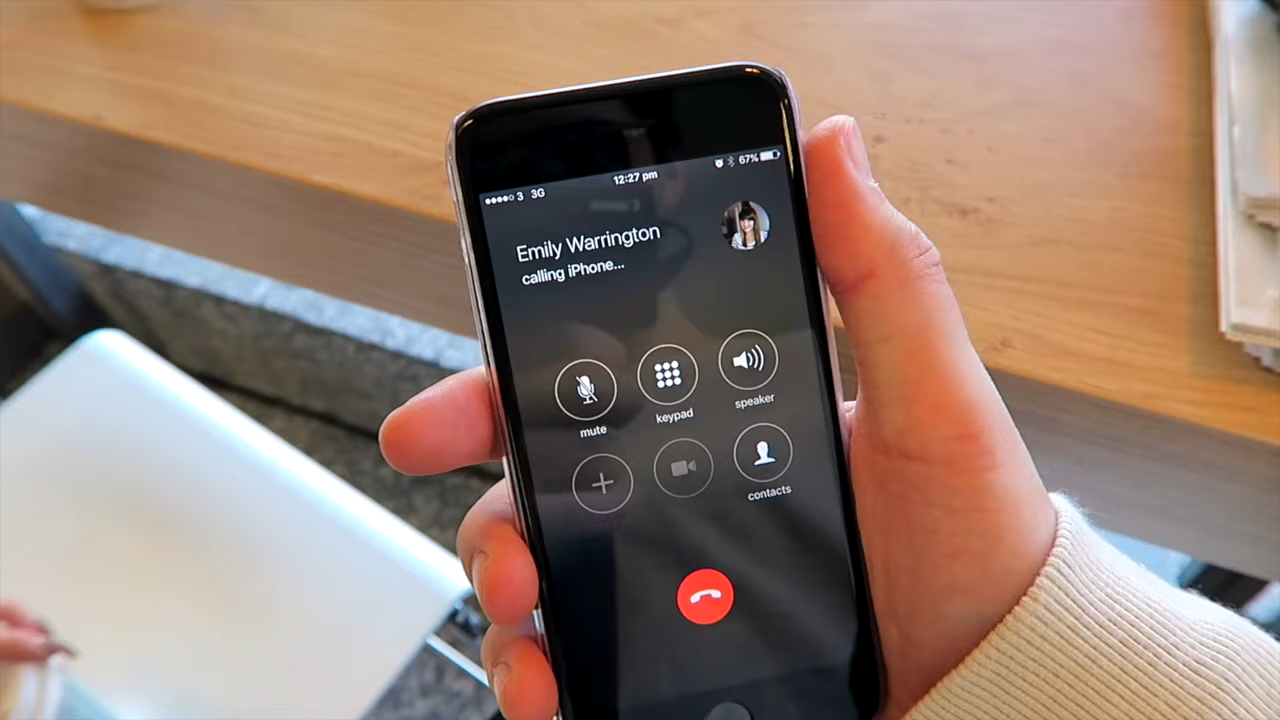 3 3G
12:27 pm
67%
Emily Warrington
calling iPhone...
mute
keypad
speaker
contacts